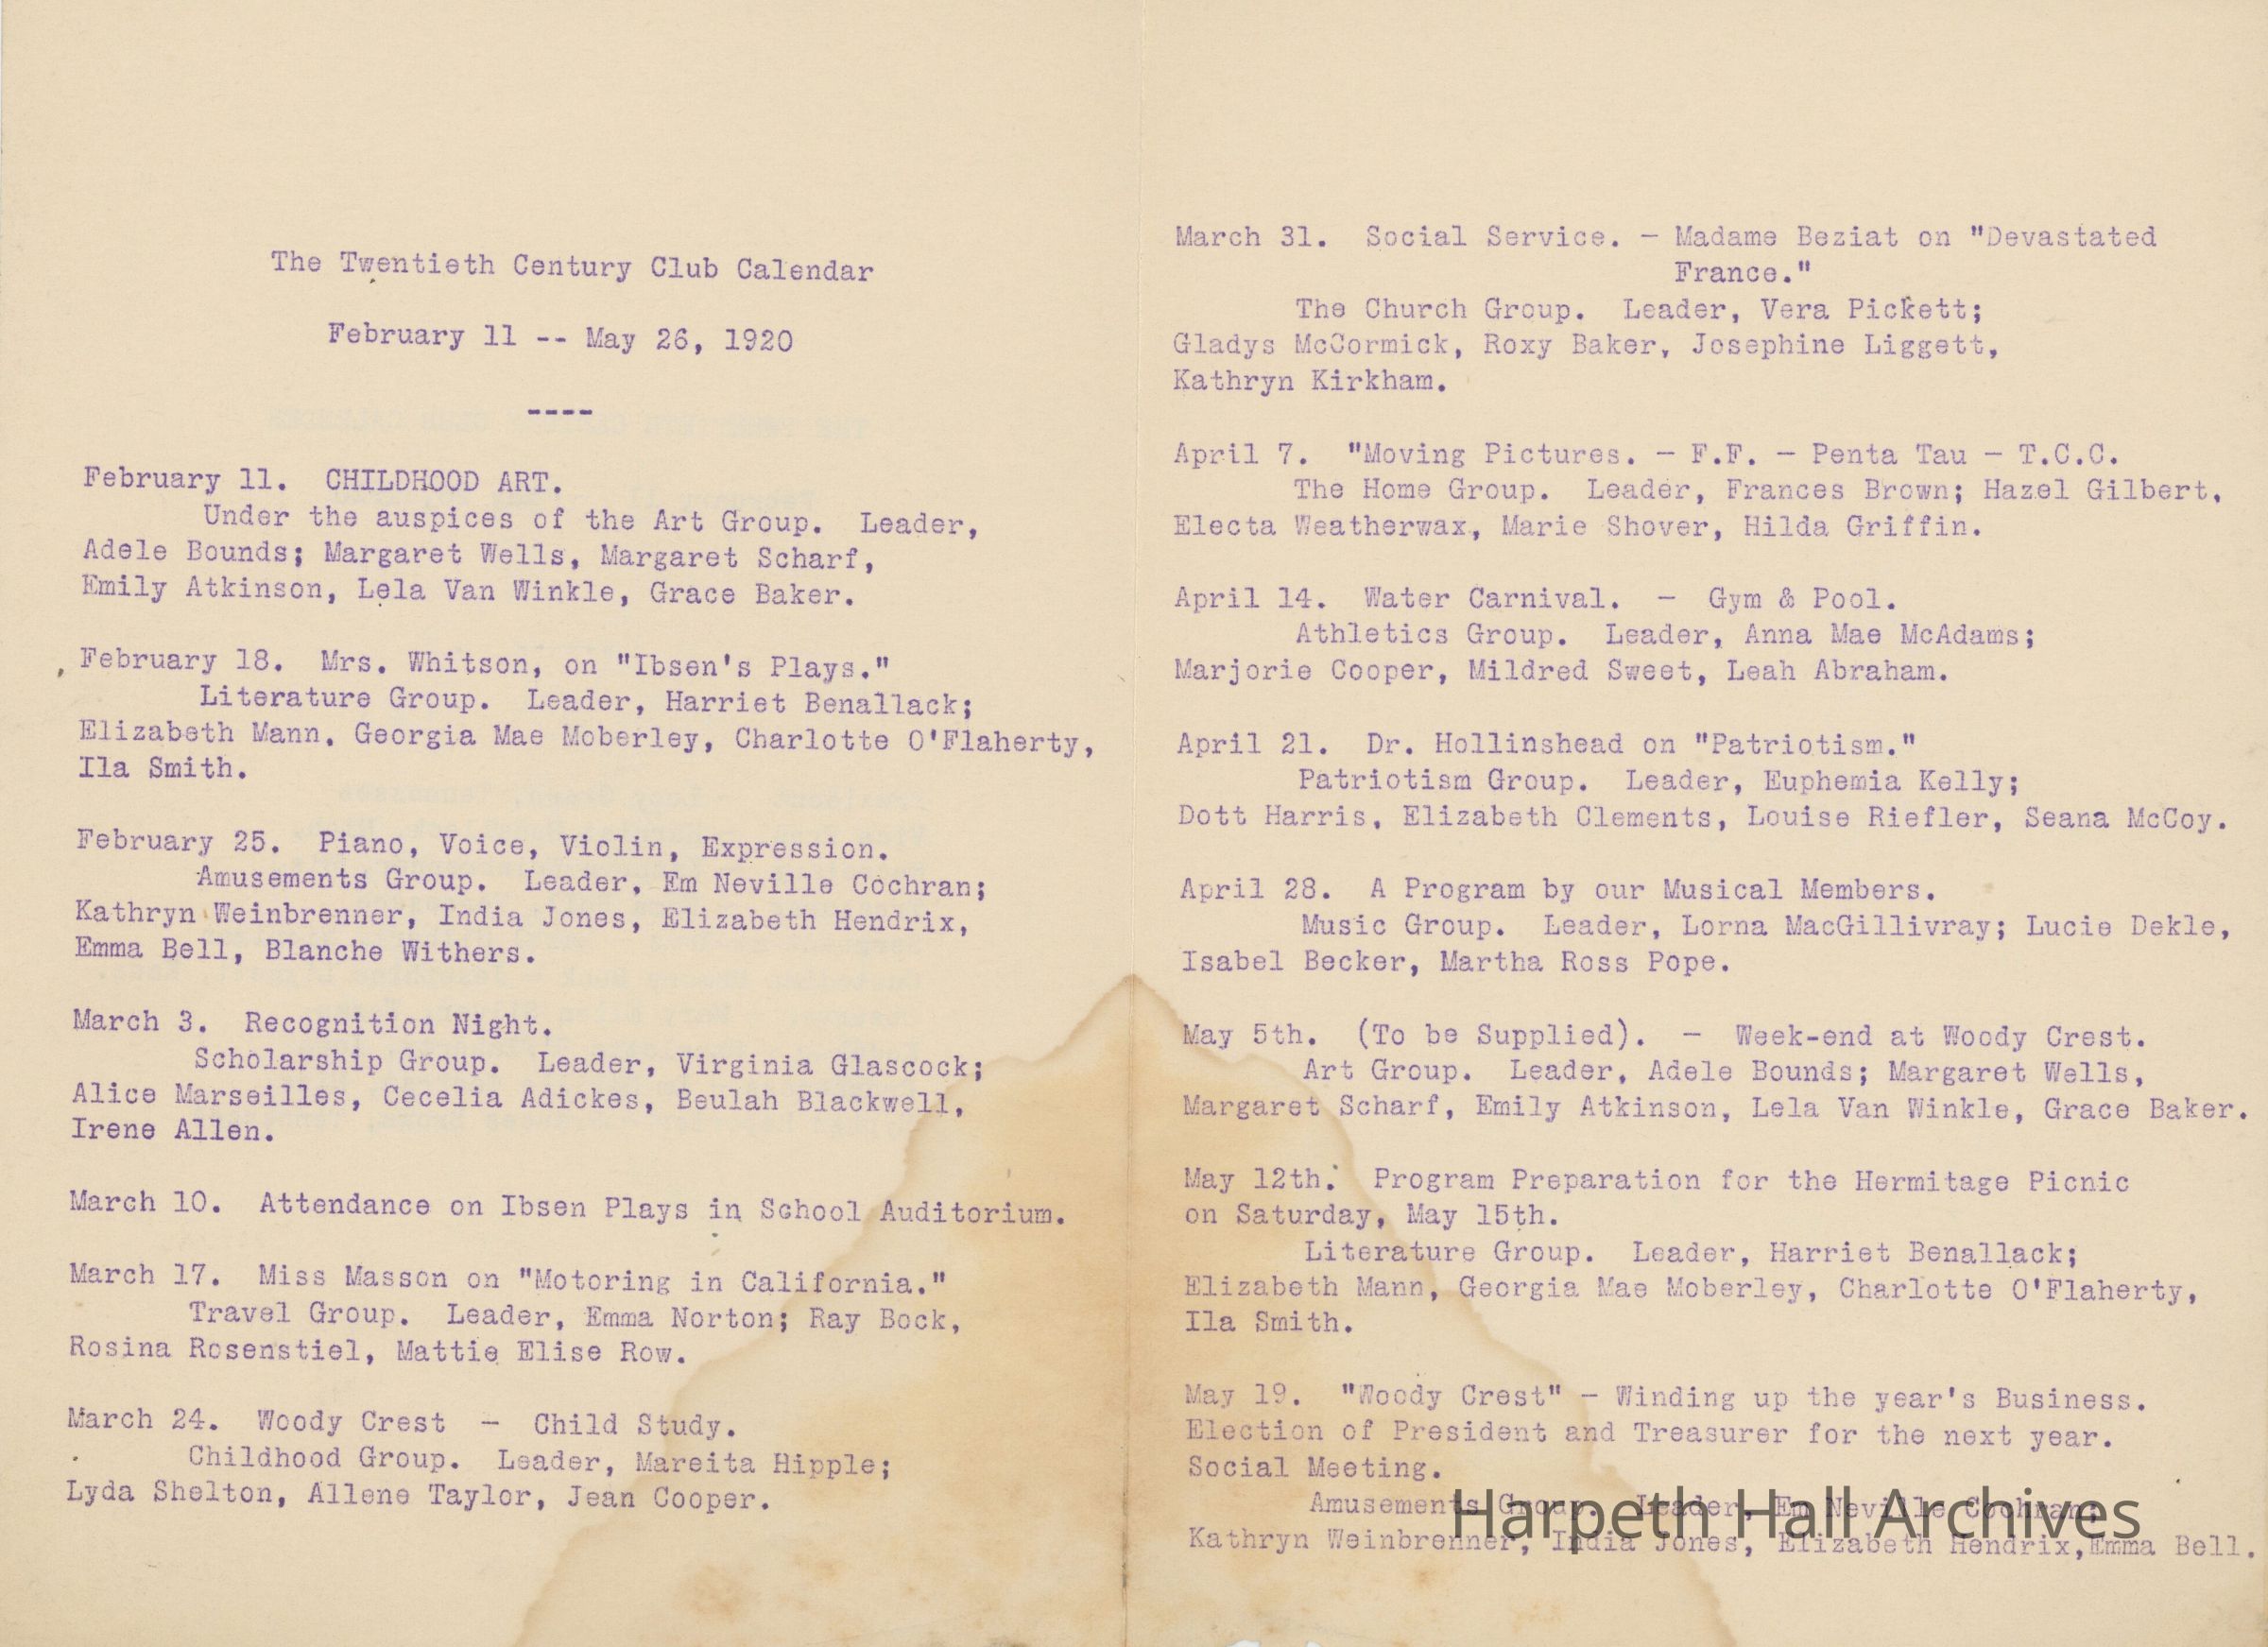 The Twentieth Century Club Calendar
February 11 -- May 26, 1920
----
February 11.  CHILDHOOD ART.
Under the auspices of the Art Group.  Leader,
Adele Bounds; Margaret Wells, Margaret Scharf,
Emily Atkinson, Lela Van Winkle, Grace Baker.
February 18.  Mrs. Whitson, on "Ibsen's Plays."
Literature Group.  Leader, Harriet Benallack;
Elizabeth Mann. Georgia Mae Moberley, Charlotte O'Flaherty,
Ila Smith.
February 25.  Piano, Voice, Violin, Expression.
Amusements Group.  Leader, Em Neville Cochran;
Kathryn Weinbrenner, India Jones, Elizabeth Hendrix,
Emma Bell, Blanche Withers.
March 3.  Recognition Night.
Scholarship Group.  Leader, Virginia Glascock;
Alice Marseilles, Cecelia Adickes, Beulah Blackwell,
Irene Allen.
March 10.  Attendance on Ibsen Plays in School Auditorium.
March 17.  Miss Masson on "Motoring in California."
Travel Group.  Leader, Emma Norton; Ray Bock,
Rosina Rosenstiel, Mattie Elise Row.
March 24.  Woody Crest  -  Child Study.
Childhood Group.  Leader, Mareita Hipple;
Lyda Shelton, Allene Taylor, Jean Cooper.
March 31.  Social Service. - Madame Beziat on "Devastated
France."
The Church Group.  Leader, Vera Pickett;
Gladys McCormick, Roxy Baker, Josephine Liggett,
Kathryn Kirkham.
April 7.  "Moving Pictures. - F.F. - Penta Tau - T.C.C.
The Home Group.  Leader, Frances Brown; Hazel Gilbert,
Electa Weatherwax, Marie Shover, Hilda Griffin.
April 14.  Water Carnival.  -  Gym & Pool.
Athletics Group.  Leader, Anna Mae McAdams;
Marjorie Cooper, Mildred Sweet, Leah Abraham.
April 21.  Dr. Hollinshead on "Patriotism."
Patriotism Group.  Leader, Euphemia Kelly;
Dott Harris, Elizabeth Clements, Louise Riefler, Seana McCoy.
April 28.  A Program by our Musical Members.
Music Group.  Leader, Lorna MacGillivray; Lucie Dekle,
Isabel Becker, Martha Ross Pope.
May 5th.  (To be Supplied).  -  Week-end at Woody Crest.
Art Group.  Leader, Adele Bounds; Margaret Wells,
Margaret Scharf, Emily Atkinson, Lela Van Winkle, Grace Baker.
May 12th.  Program Preparation for the Hermitage Picnic
on Saturday, May 15th.
Literature Group.  Leader, Harriet Benallack;
Elizabeth Mann, Georgia Mae Moberley, Charlotte O'Flaherty,
Ila Smith.
May 19.  "Woody Crest" - Winding up the year's Business.
Election of President and Treasurer for the next year.
Social Meeting.
Amusements Group.  Leader, Em Neville Cochran;
Kathryn Weinbrenner, India Jones, Elizabeth Hendrix,Emma Bell.
Harpeth Hall Archives